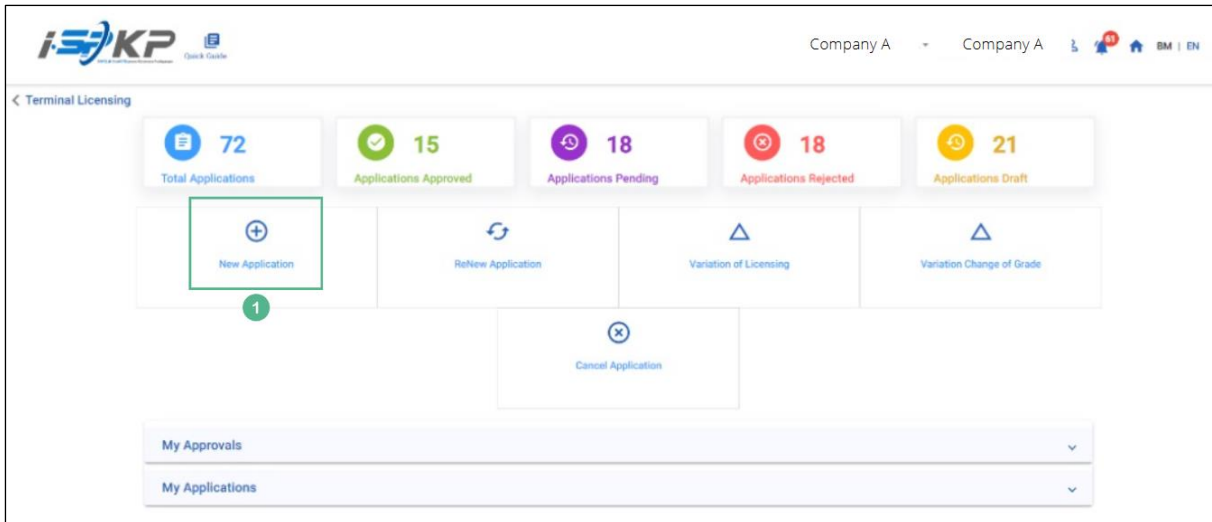 i-SPKP
Quick Guide
Company A
Company A
61
BM | EN
Terminal Licensing
72
Total Applications
15
Applications Approved
18
Applications Pending
18
Applications Rejected
21
Applications Draft
New Application
ReNew Application
Variation of Licensing
Variation Change of Grade
1
Cancel Application
My Approvals
My Applications